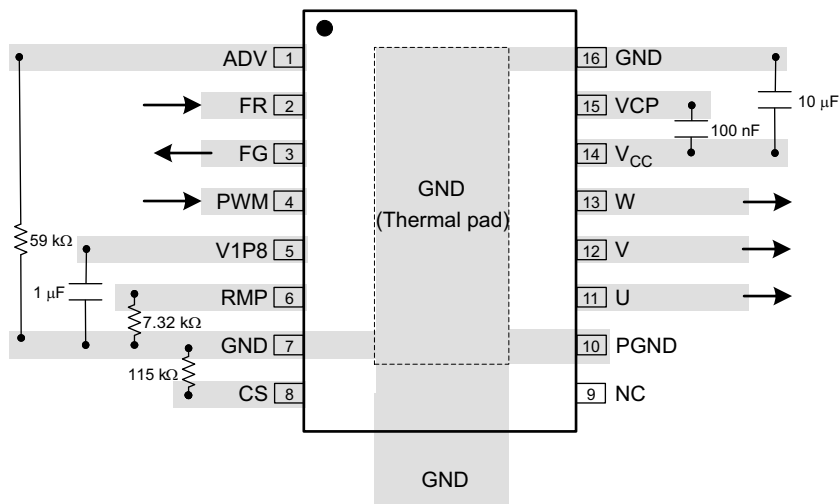 ADV 1
FR 2
FG 3
PWM 4
V1P8 5
RMP 6
GND 7
CS 8
59 kΩ
1 μF
7.32 kΩ
115 kΩ
GND
(Thermal pad)
GND
16 GND
15 VCP
14 VCC
13 W
12 V
11 U
10 PGND
9 NC
100 nF
10 μF